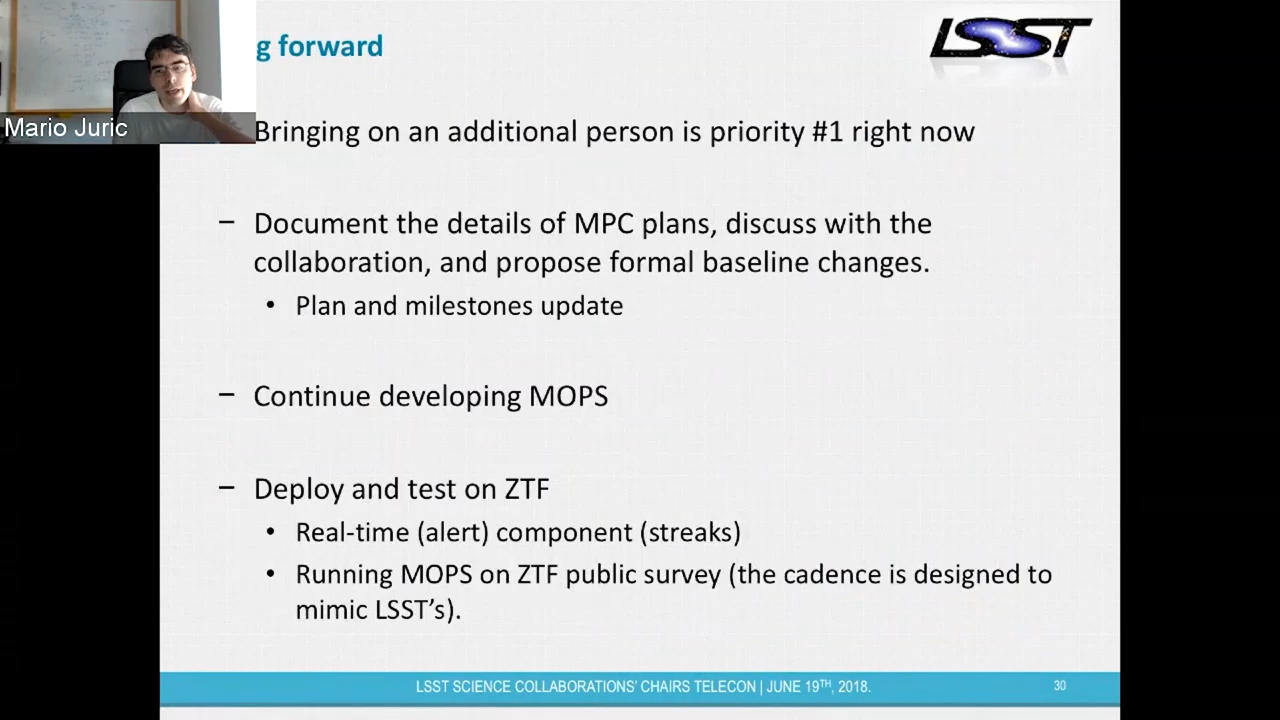 g forward
LSST
Mario Juric
Bringing on an additional person is priority #1 right now
– Document the details of MPC plans, discuss with the
collaboration, and propose formal baseline changes.
• Plan and milestones update
– Continue developing MOPS
– Deploy and test on ZTF
• Real-time (alert) component (streaks)
• Running MOPS on ZTF public survey (the cadence is designed to
mimic LSST’s).
LSST SCIENCE COLLABORATIONS’ CHAIRS TELECON | JUNE 19TH, 2018.
30